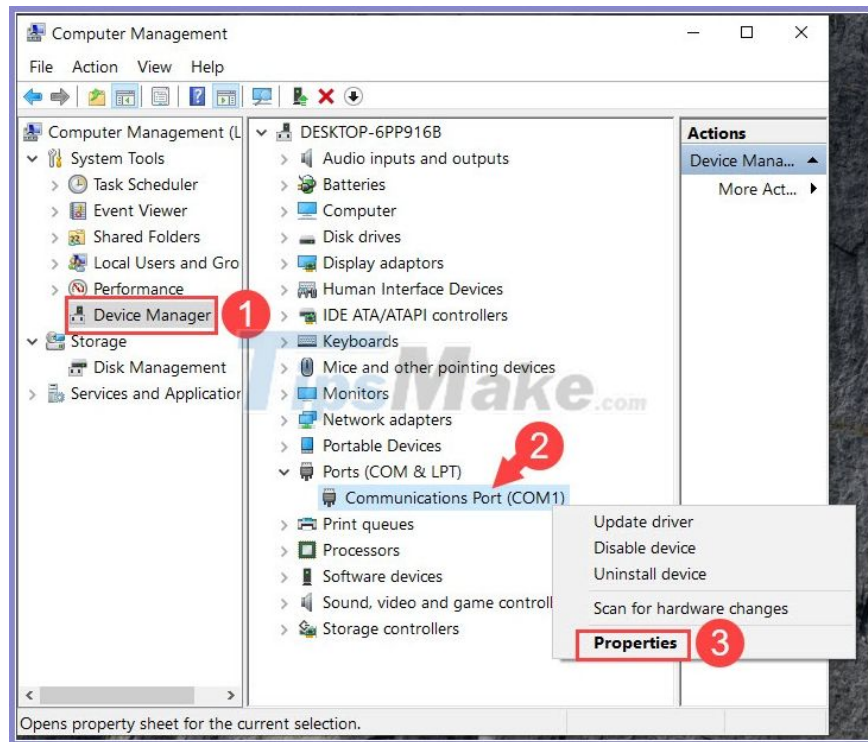 Computer Management
File Action View Help
Computer Management (L
System Tools
Task Scheduler
Event Viewer
Shared Folders
Local Users and Gro
Performance
Device Manager
1
Storage
Disk Management
Services and Application
DESKTOP-6PP916B
Audio inputs and outputs
Batteries
Computer
Disk drives
Display adaptors
Human Interface Devices
IDE ATA/ATAPI controllers
Keyboards
Mice and other pointing devices
Monitors
Network adapters
Portable Devices
2
Ports (COM & LPT)
Communications Port (COM1)
Print queues
Processors
Software devices
Sound, video and game controll
Storage controllers
TipsMake.com
Actions
Device Mana...
More Act...
Update driver
Disable device
Uninstall device
Scan for hardware changes
Properties
3
Opens property sheet for the current selection.